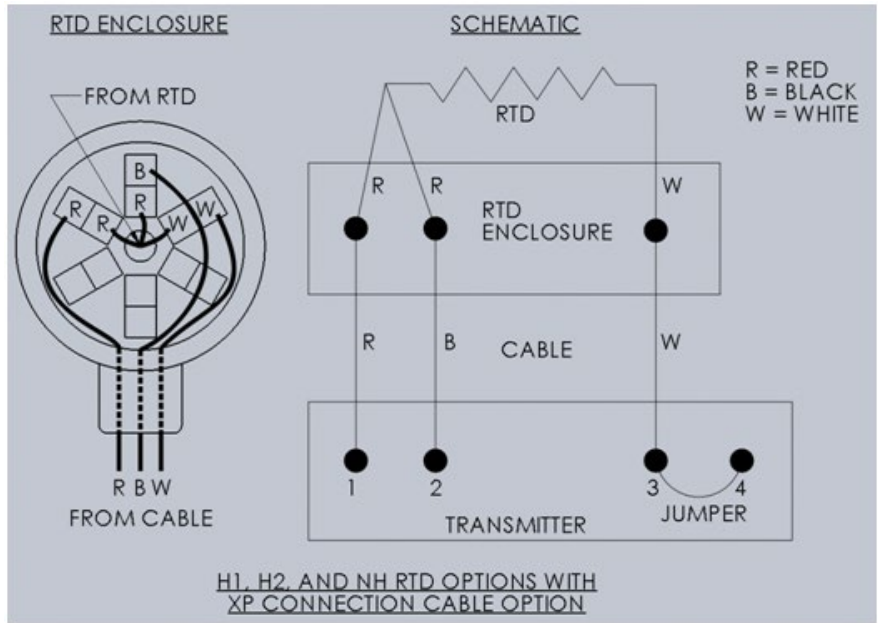 RTD ENCLOSURE
SCHEMATIC
R = RED
B = BLACK
W = WHITE
FROM RTD
RTD
B
R
R
R
W
W
R
R
W
RTD
ENCLOSURE
R
B
CABLE
W
1
2
3
4
JUMPER
TRANSMITTER
R B W
FROM CABLE
H1, H2, AND NH RTD OPTIONS WITH
XP CONNECTION CABLE OPTION